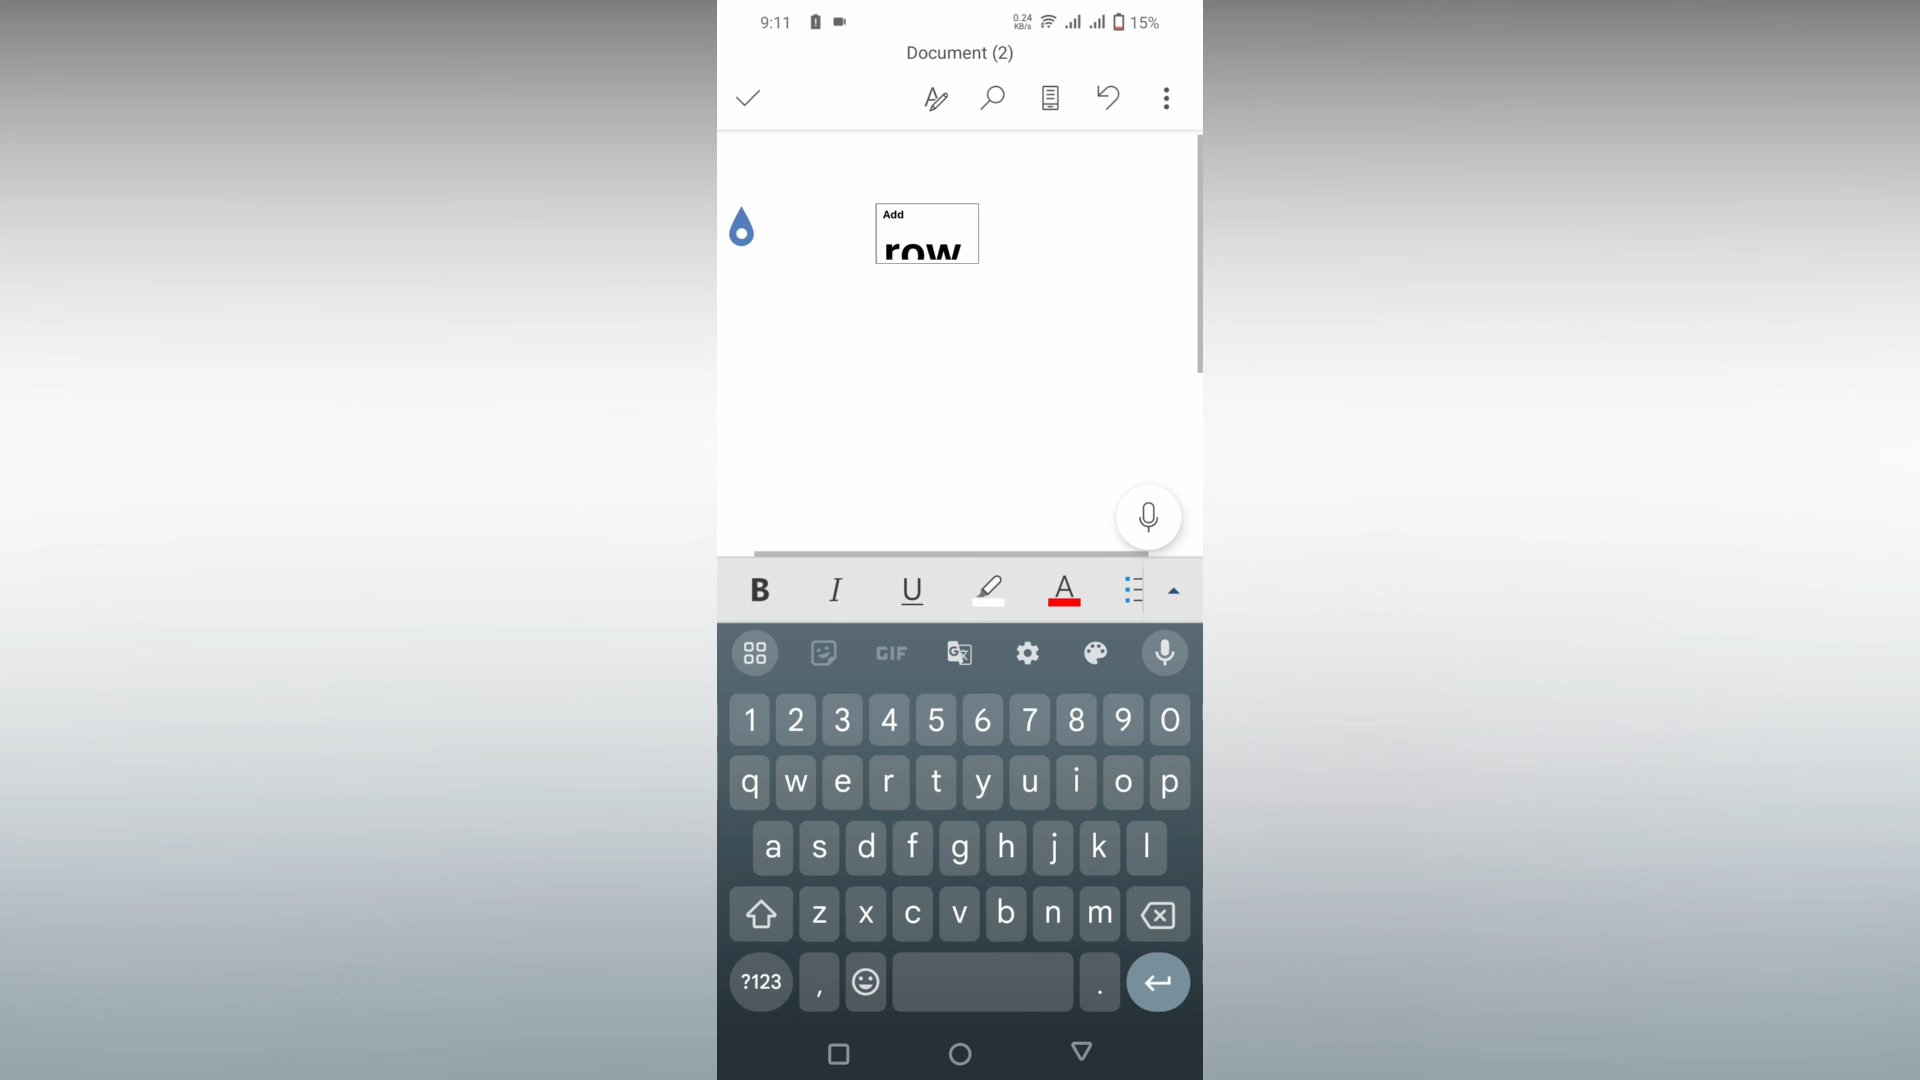 9:11
0.24
KB/s
15%
Document (2)
Add
row
B I U A
GIF
1 2 3 4 5 6 7 8 9 0
q w e r t y u i o p
a s d f g h j k l
z x c v b n m
?123 , .